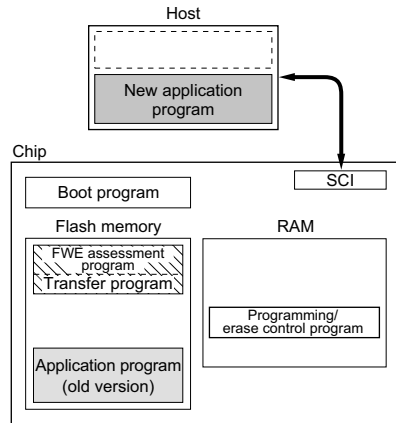 Host
New application
program
Chip
SCI
Boot program
Flash memory
RAM
FWE assessment
program
Transfer program
Programming/
erase control program
Application program
(old version)